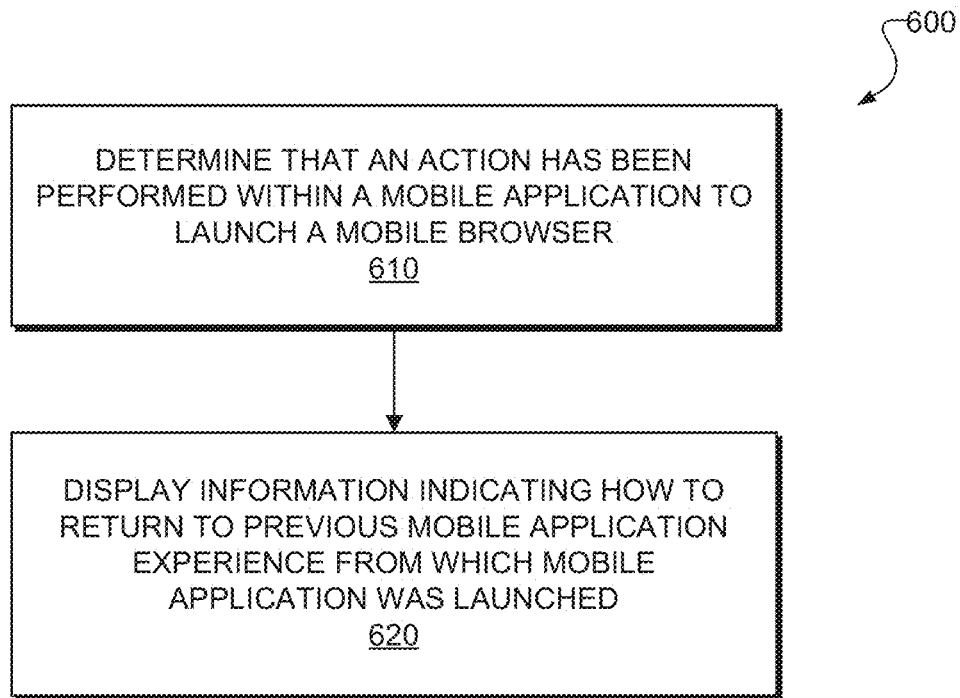 600
DETERMINE THAT AN ACTION HAS BEEN
PERFORMED WITHIN A MOBILE APPLICATION TO
LAUNCH A MOBILE BROWSER
610
DISPLAY INFORMATION INDICATING HOW TO
RETURN TO PREVIOUS MOBILE APPLICATION
EXPERIENCE FROM WHICH MOBILE
APPLICATION WAS LAUNCHED
620